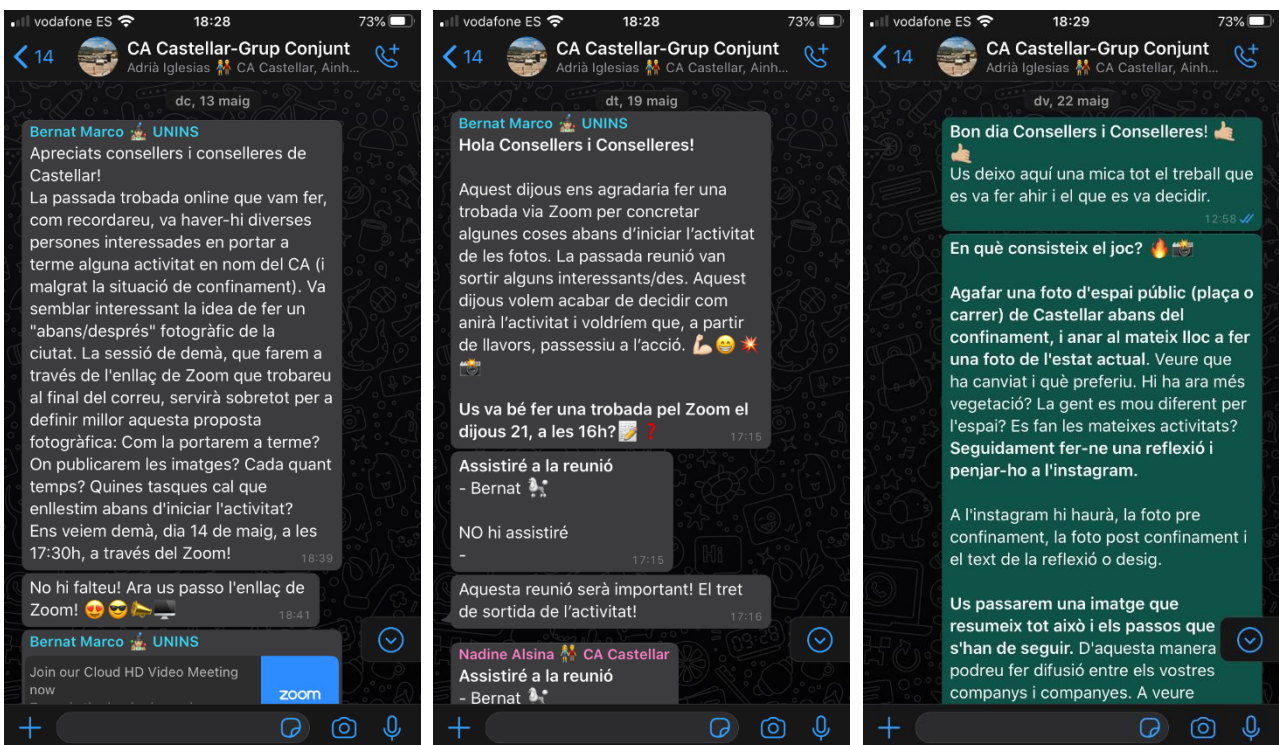 vodafone ES 18:28 73%
14 CA Castellar-Grup Conjunt
Adrià Iglesias 👫 CA Castellar, Ainh...
dc, 13 maig
Bernat Marco UNINS
Apreciats consellers i conselleres de
Castellar!
La passada trobada online que vam fer,
com recordareu, va haver-hi diverses
persones interessades en portar a
terme alguna activitat en nom del CA (i
malgrat la situació de confinament). Va
semblar interessant la idea de fer un
"abans/després" fotogràfic de la
ciutat. La sessió de demà, que farem a
través de l'enllaç de Zoom que trobareu
al final del correu, servirà sobretot per a
definir millor aquesta proposta
fotogràfica: Com la portarem a terme?
On publicarem les imatges? Cada quant
temps? Quines tasques cal que
enllestim abans d'iniciar l'activitat?
Ens veiem demà, dia 14 de maig, a les
17:30h, a través del Zoom!
18:39
No hi falteu! Ara us passo l'enllaç de
Zoom! 😍😎📣🖥️
18:41
Bernat Marco UNINS
Join our Cloud HD Video Meeting
now
zoom
vodafone ES 18:28 73%
14 CA Castellar-Grup Conjunt
Adrià Iglesias 👫 CA Castellar, Ainh...
dt, 19 maig
Bernat Marco UNINS
Hola Consellers i Conselleres!
Aquest dijous ens agradaria fer una
trobada via Zoom per concretar
algunes coses abans d'iniciar l'activitat
de les fotos. La passada reunió van
sortir alguns interessants/des. Aquest
dijous volem acabar de decidir com
anirà l'activitat i voldríem que, a partir
de llavors, passessiu a l'acció. 💪🏼😁💥
📸
Us va bé fer una trobada pel Zoom el
dijous 21, a les 16h?📝❓
17:15
Assistiré a la reunió
- Bernat 🐩
NO hi assistiré
-
17:15
Aquesta reunió serà important! El tret
de sortida de l'activitat!
17:16
Nadine Alsina 👫 CA Castellar
Assistiré a la reunió
- Bernat 🐩
vodafone ES 18:29 73%
14 CA Castellar-Grup Conjunt
Adrià Iglesias 👫 CA Castellar, Ainh...
dv, 22 maig
Bon dia Consellers i Conselleres! 🤙🏼
🤙🏼
Us deixo aquí una mica tot el treball que
es va fer ahir i el que es va decidir.
12:58
En què consisteix el joc? 🔥📸
Agafar una foto d'espai públic (plaça o
carrer) de Castellar abans del
confinament, i anar al mateix lloc a fer
una foto de l'estat actual. Veure que
ha canviat i què preferiu. Hi ha ara més
vegetació? La gent es mou diferent per
l'espai? Es fan les mateixes activitats?
Seguidament fer-ne una reflexió i
penjar-ho a l'instagram.
A l'instagram hi haurà, la foto pre
confinament, la foto post confinament i
el text de la reflexió o desig.
Us passarem una imatge que
resumeix tot això i els passos que
s'han de seguir. D'aquesta manera
podreu fer difusió entre els vostres
companys i companyes. A veure